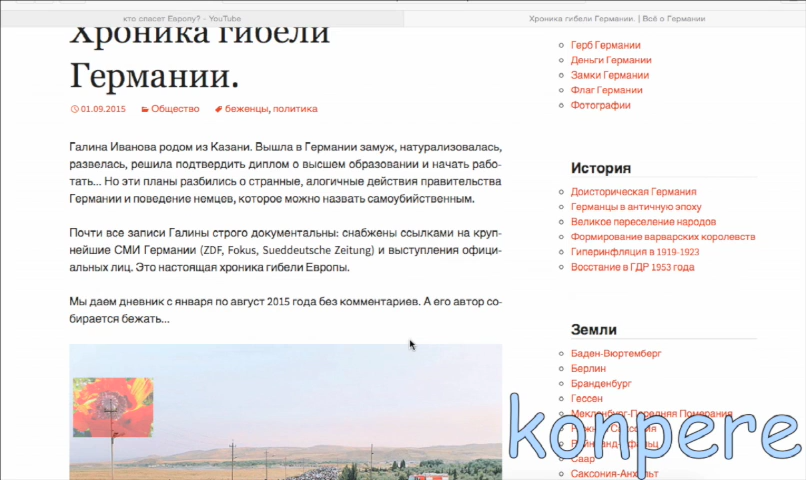 кто спасет Европу? - YouTube
Хроника гибели Германии. | Всё о Германии
Хроника гибели
Германии.
01.09.2015 Общество беженцы, политика
Галина Иванова родом из Казани. Вышла в Германии замуж, натурализовалась,
развелась, решила подтвердить диплом о высшем образовании и начать рабо-
тать... Но эти планы разбились о странные, алогичные действия правительства
Германии и поведение немцев, которое можно назвать самоубийственным.
Почти все записи Галины строго документальны: снабжены ссылками на круп-
нейшие СМИ Германии (ZDF, Fokus, Sueddeutsche Zeitung) и выступления офици-
альных лиц. Это настоящая хроника гибели Европы.
Мы даем дневник с января по август 2015 года без комментариев. А его автор со-
бирается бежать...
Герб Германии
Деньги Германии
Замки Германии
Флаг Германии
Фотографии
История
Доисторическая Германия
Германцы в античную эпоху
Великое переселение народов
Формирование варварских королевств
Гиперинфляция в 1919-1923
Восстание в ГДР 1953 года
Земли
Баден-Вюртемберг
Берлин
Бранденбург
Гессен
Мекленбург-Передняя Померания
Саар
Саксония-Анхальт
konpere